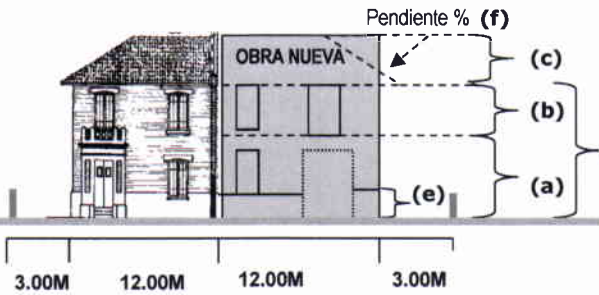 Pendiente % (f)
OBRA NUEVA
(c)
(b)
(e)
(a)
3.00M 12.00M 12.00M 3.00M